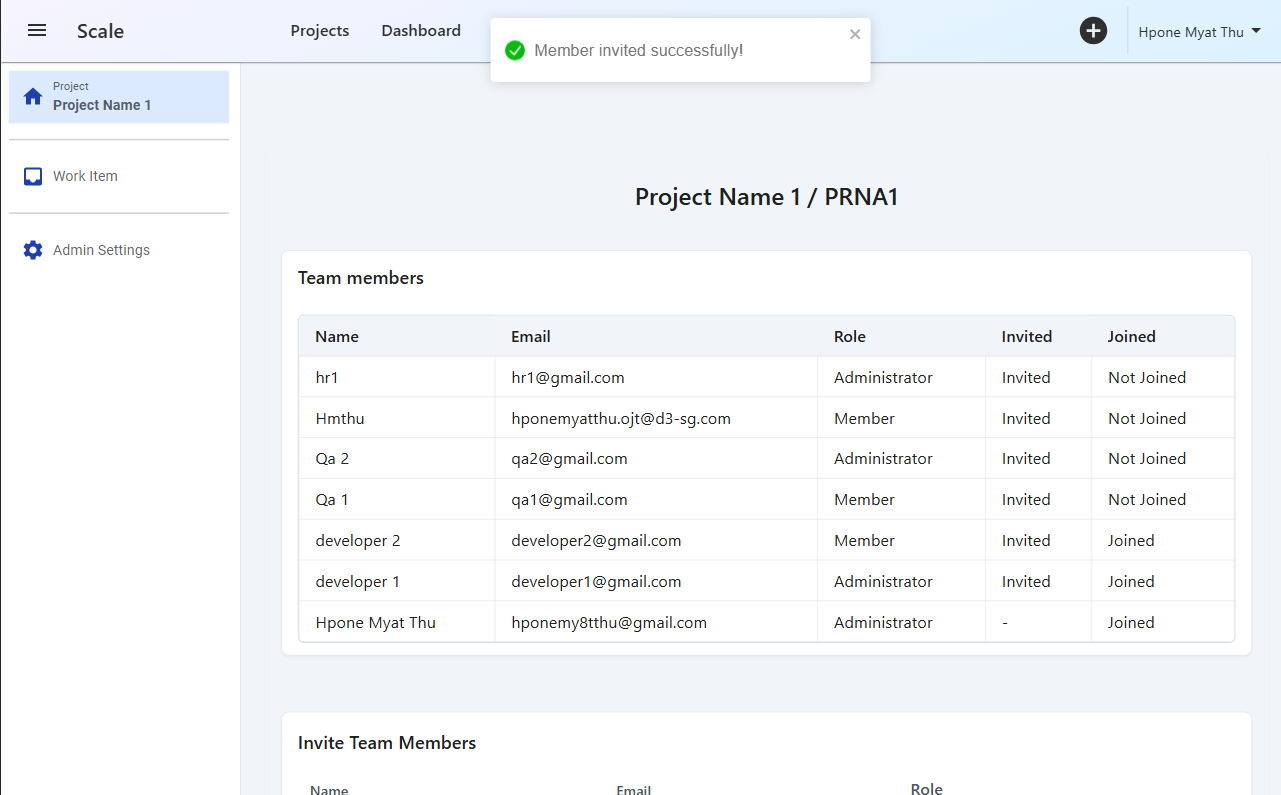 Scale Projects Dashboard Hpone Myat Thu
Member invited successfully!
Project
Project Name 1
Work Item
Admin Settings
Project Name 1 / PRNA1
Team members
Name Email Role Invited Joined
hr1 hr1@gmail.com Administrator Invited Not Joined
Hmthu hponemyatthu.ojt@d3-sg.com Member Invited Not Joined
Qa 2 qa2@gmail.com Administrator Invited Not Joined
Qa 1 qa1@gmail.com Member Invited Not Joined
developer 2 developer2@gmail.com Member Invited Joined
developer 1 developer1@gmail.com Administrator Invited Joined
Hpone Myat Thu hponemy8tthu@gmail.com Administrator - Joined
Invite Team Members
Name Email Role